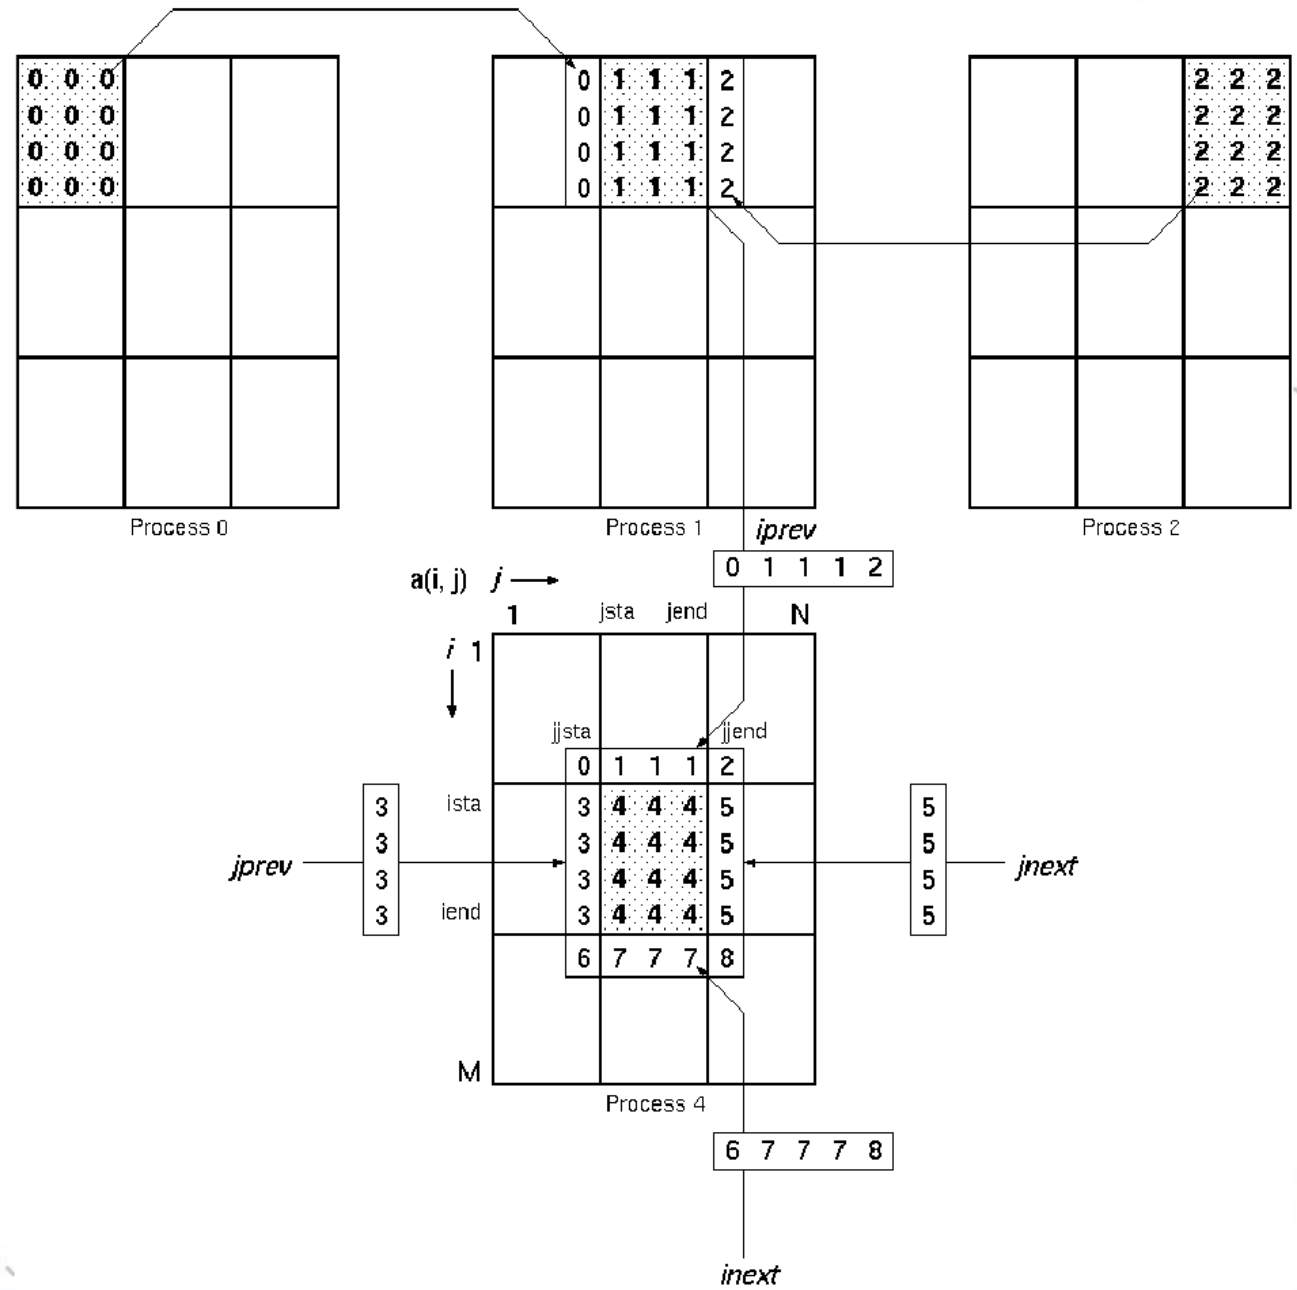 0 0 0 0 1 1 1 2 2 2 2
0 0 0 0 1 1 1 2 2 2 2
0 0 0 0 1 1 1 2 2 2 2
0 0 0 0 1 1 1 2 2 2 2
Process 0 Process 1 Process 2
iprev
0 1 1 1 2
a(i, j) j
1 jsta jend N
i 1
jjsta jjend
0 1 1 1 2
ista 3 3 4 4 4 5 5
3 3 4 4 4 5 5
jprev jnext
3 3 4 4 4 5 5
3 iend 3 4 4 4 5 5
6 7 7 7 8
M
Process 4
6 7 7 7 8
inext